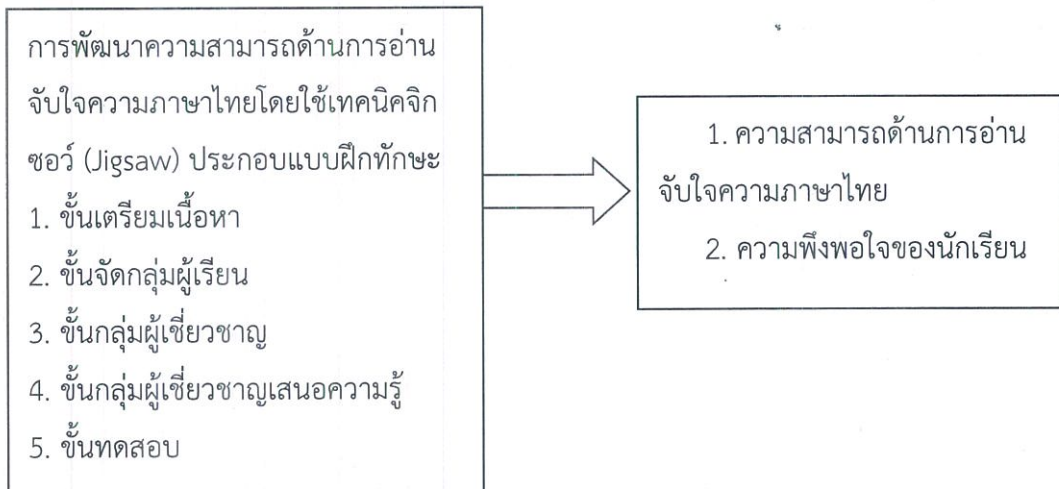 การพัฒนาความสามารถด้านการอ่าน
จับใจความภาษาไทยโดยใช้เทคนิคจิก
ซอว์ (Jigsaw) ประกอบแบบฝึกทักษะ
1. ขั้นเตรียมเนื้อหา
2. ขั้นจัดกลุ่มผู้เรียน
3. ขั้นกลุ่มผู้เชี่ยวชาญ
4. ขั้นกลุ่มผู้เชี่ยวชาญเสนอความรู้
5. ขั้นทดสอบ
1. ความสามารถด้านการอ่าน
จับใจความภาษาไทย
2. ความพึงพอใจของนักเรียน